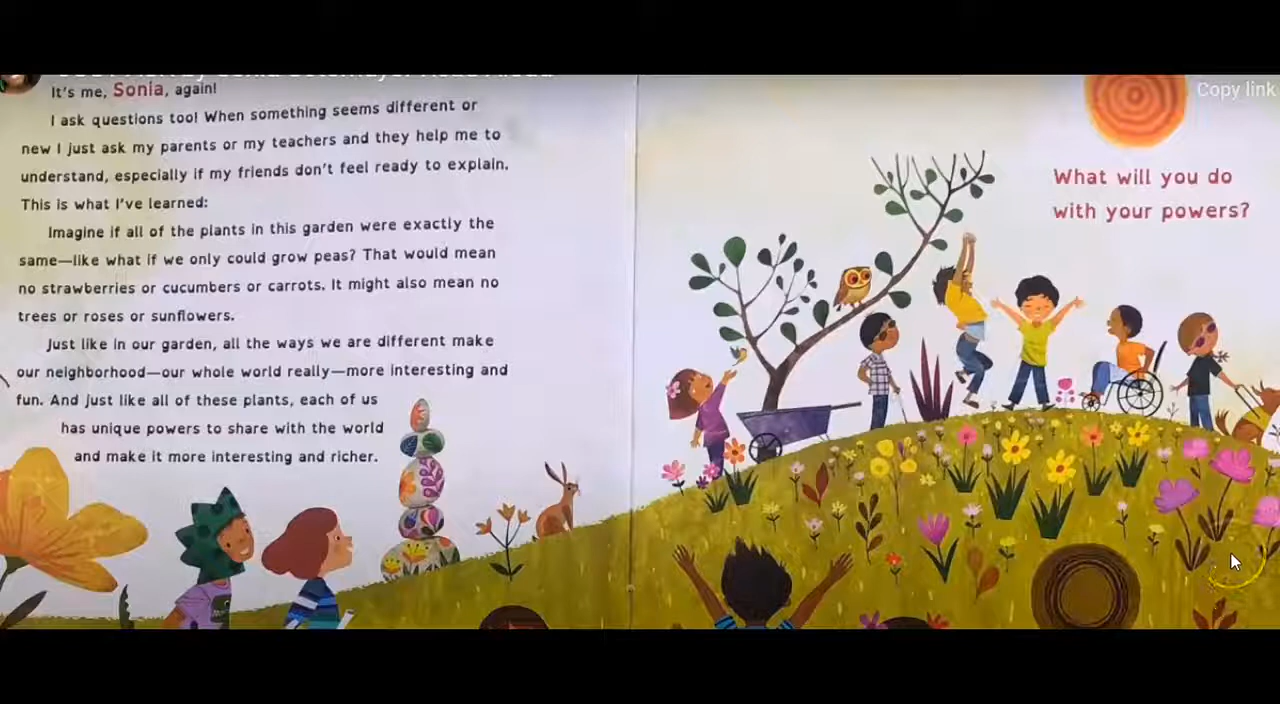 It's me, Sonia, again!
I ask questions too! When something seems different or
new I just ask my parents or my teachers and they help me to
understand, especially if my friends don't feel ready to explain.
This is what I've learned:
Imagine if all of the plants in this garden were exactly the
same—like what if we only could grow peas? That would mean
no strawberries or cucumbers or carrots. It might also mean no
trees or roses or sunflowers.
Just like in our garden, all the ways we are different make
our neighborhood—our whole world really—more interesting and
fun. And just like all of these plants, each of us
has unique powers to share with the world
and make it more interesting and richer.
Copy link
What will you do
with your powers?